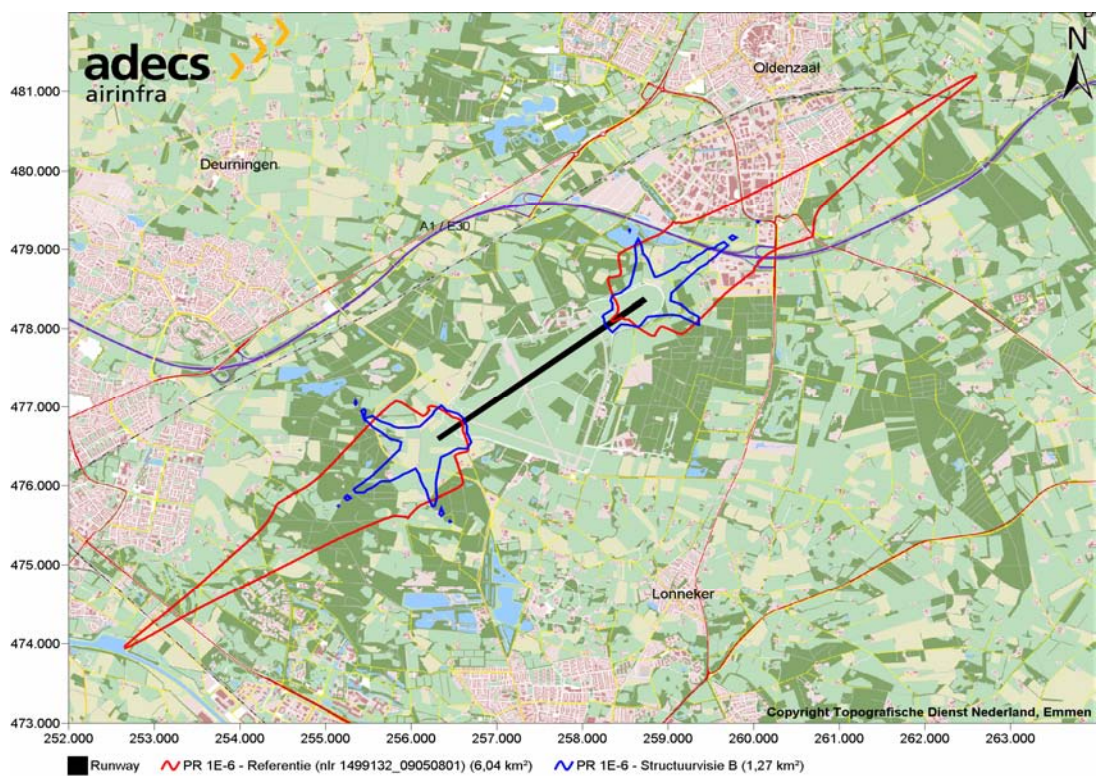 adecs
airinfra
N
Oldenzaal
Deurningen
A1 / E30
Lonneker
481.000
480.000
479.000
478.000
477.000
476.000
475.000
474.000
473.000
Copyright Topografische Dienst Nederland, Emmen
252.000 253.000 254.000 255.000 256.000 257.000 258.000 259.000 260.000 261.000 262.000 263.000
Runway PR 1E-6 - Referentie (nlr 1499132_09050801) (6,04 km²) PR 1E-6 - Structuurvisie B (1,27 km²)